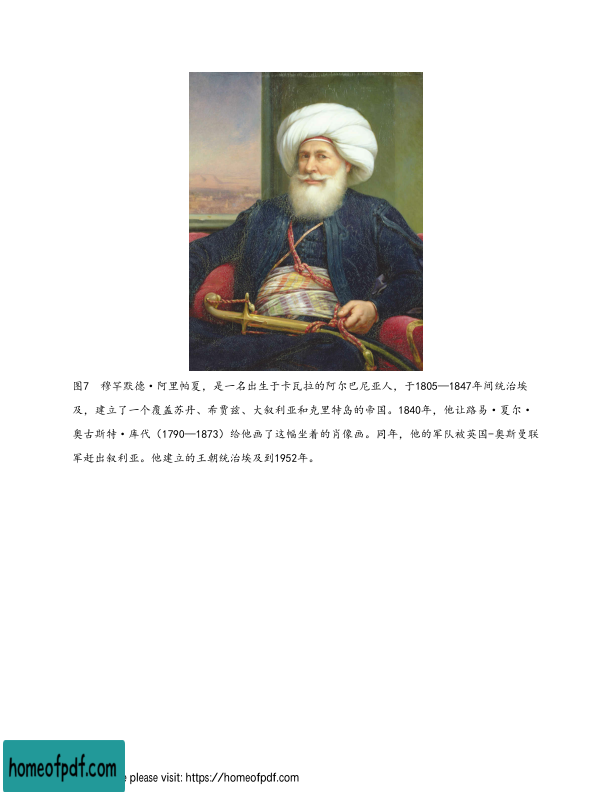 图7 穆罕默德·阿里帕夏，是一名出生于卡瓦拉的阿尔巴尼亚人，于1805—1847年间统治埃
及，建立了一个覆盖苏丹、希贾兹、大叙利亚和克里特岛的帝国。1840年，他让路易·夏尔·
奥古斯特·库代（1790—1873）给他画了这幅坐着的肖像画。同年，他的军队被英国-奥斯曼联
军赶出叙利亚。他建立的王朝统治埃及到1952年。
homeofpdf.com
please visit: https://homeofpdf.com